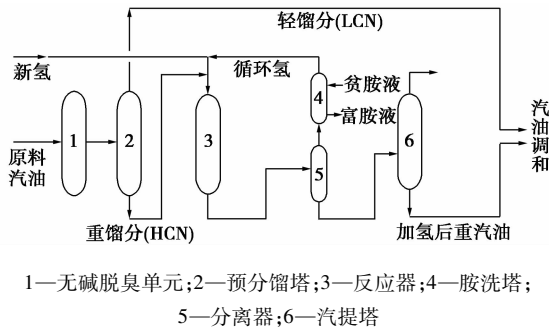 轻馏分(LCN)
新氢
循环氢
贫胺液
富胺液
4
1
2
3
6
5
原料
汽油
汽
油
调
和
重馏分(HCN)
加氢后重汽油
1—无碱脱臭单元;2—预分馏塔;3—反应器;4—胺洗塔;
5—分离器;6—汽提塔